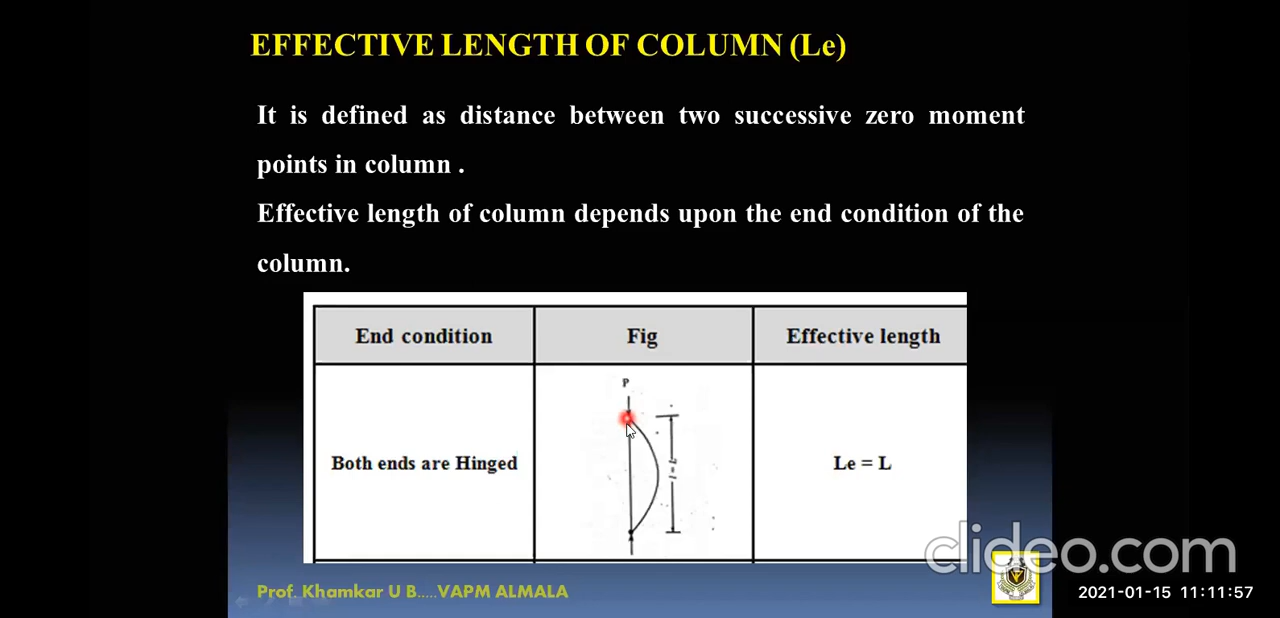 EFFECTIVE LENGTH OF COLUMN (Le)
It is defined as distance between two successive zero moment
points in column .
Effective length of column depends upon the end condition of the
column.
End condition Fig Effective length
P
Both ends are Hinged Le = L
clideo.com
Prof. Khamkar U B.....VAPM ALMALA
2021-01-15 11:11:57